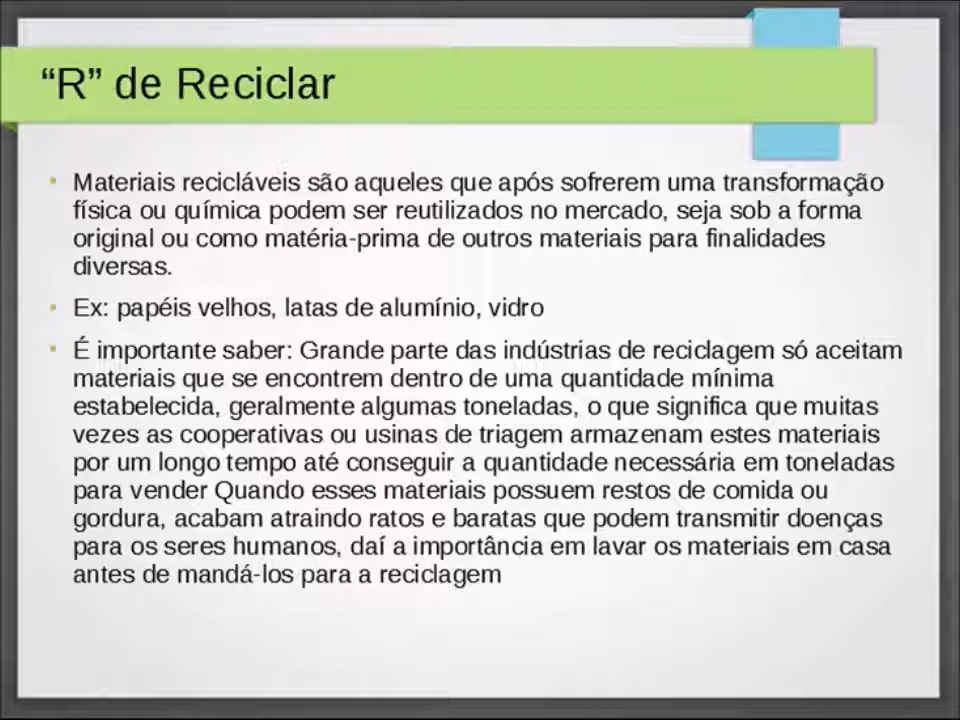 “R” de Reciclar
• Materiais recicláveis são aqueles que após sofrerem uma transformação
física ou química podem ser reutilizados no mercado, seja sob a forma
original ou como matéria-prima de outros materiais para finalidades
diversas.
• Ex: papéis velhos, latas de alumínio, vidro
• É importante saber: Grande parte das indústrias de reciclagem só aceitam
materiais que se encontrem dentro de uma quantidade mínima
estabelecida, geralmente algumas toneladas, o que significa que muitas
vezes as cooperativas ou usinas de triagem armazenam estes materiais
por um longo tempo até conseguir a quantidade necessária em toneladas
para vender Quando esses materiais possuem restos de comida ou
gordura, acabam atraindo ratos e baratas que podem transmitir doenças
para os seres humanos, daí a importância em lavar os materiais em casa
antes de mandá-los para a reciclagem